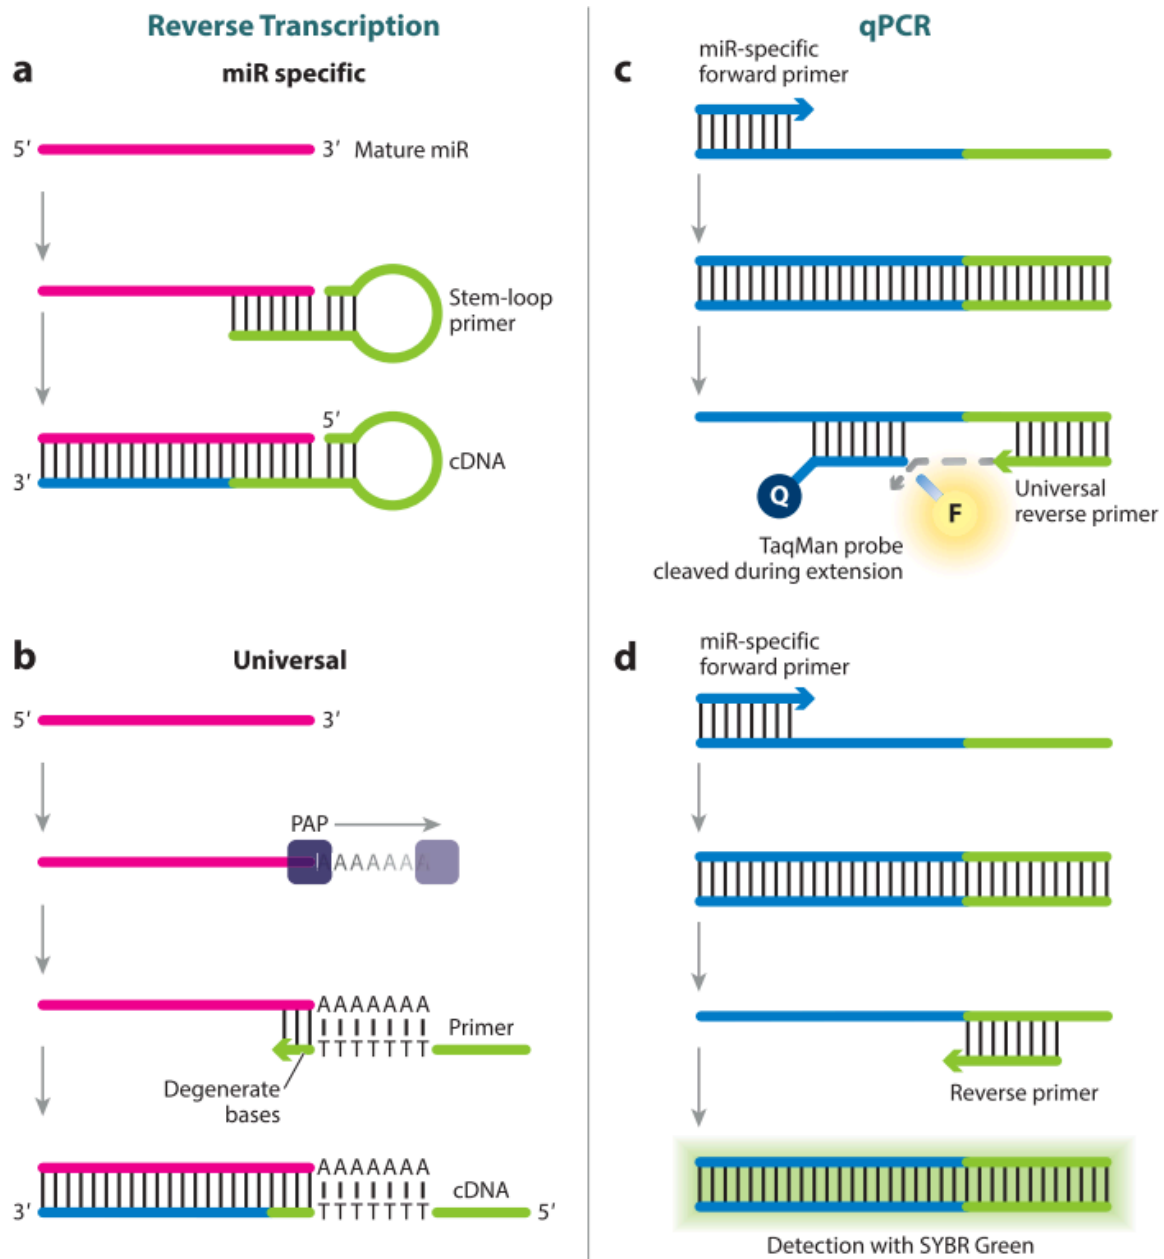 Reverse Transcription
a
miR specific
5′ 3′ Mature miR
Stem-loop
primer
5′
cDNA
3′
b
Universal
5′ 3′
PAP
AAAAAAA
AAAAAAA
TTTTTTT
Primer
Degenerate
bases
AAAAAAA
cDNA
3′ TTTTTTT 5′
qPCR
c
miR-specific
forward primer
Q
F
Universal
reverse primer
TaqMan probe
cleaved during extension
d
miR-specific
forward primer
Reverse primer
Detection with SYBR Green